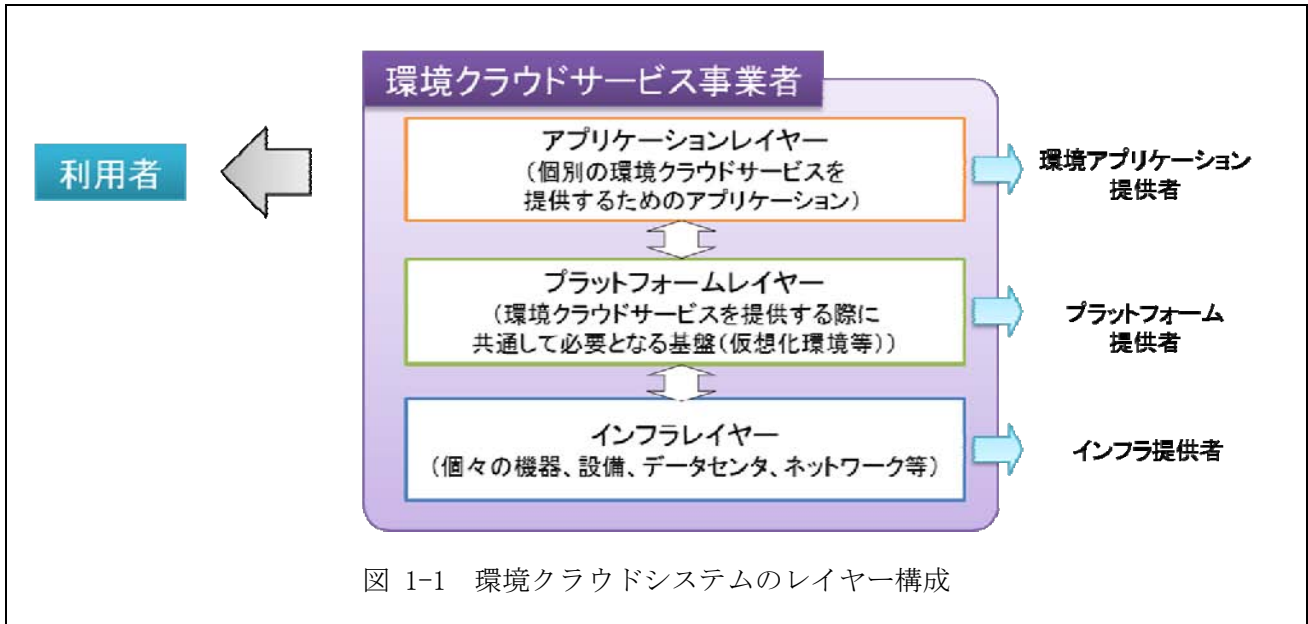 環境クラウドサービス事業者
利用者
アプリケーションレイヤー
(個別の環境クラウドサービスを
提供するためのアプリケーション)
環境アプリケーション
提供者
プラットフォームレイヤー
(環境クラウドサービスを提供する際に
共通して必要となる基盤(仮想化環境等))
プラットフォーム
提供者
インフラレイヤー
(個々の機器、設備、データセンタ、ネットワーク等)
インフラ提供者
図 1-1 環境クラウドシステムのレイヤー構成